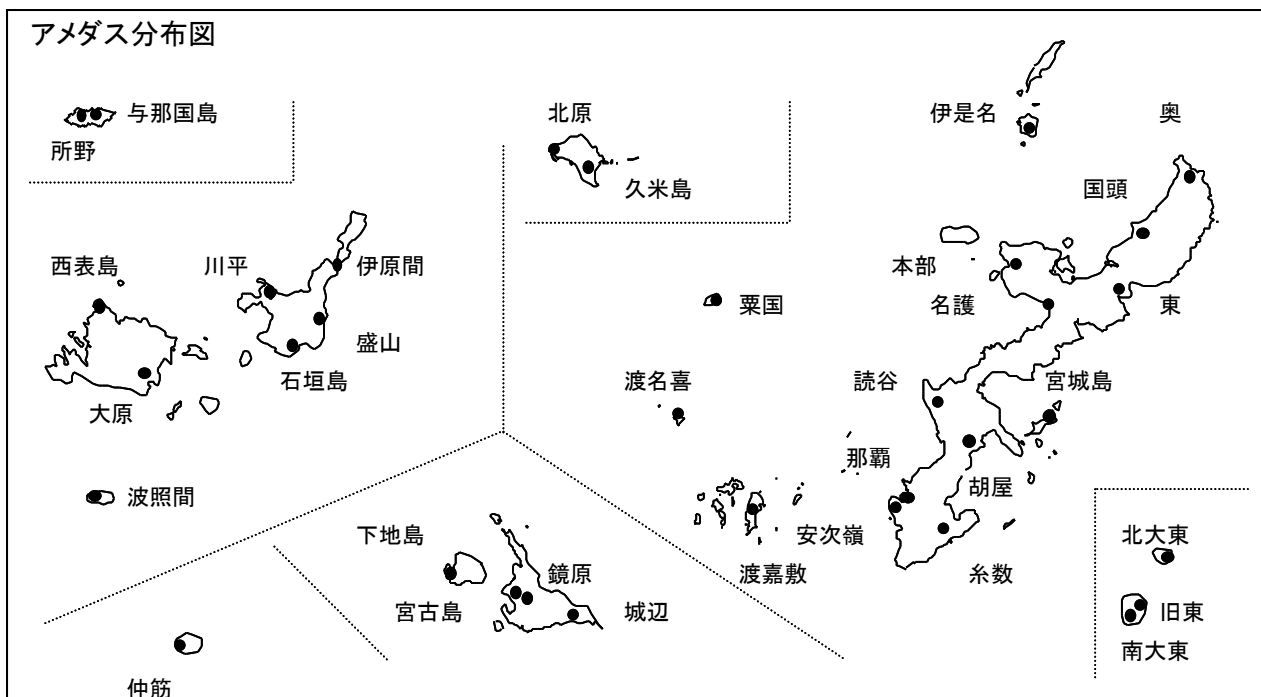 アメダス分布図
与那国島
所野
北原
久米島
伊是名
奥
国頭
西表島
川平
伊原間
本部
粟国
名護
東
盛山
石垣島
大原
渡名喜
読谷
宮城島
那覇
胡屋
波照間
下地島
安次嶺
北大東
鏡原
渡嘉敷
糸数
宮古島
城辺
旧東
南大東
仲筋